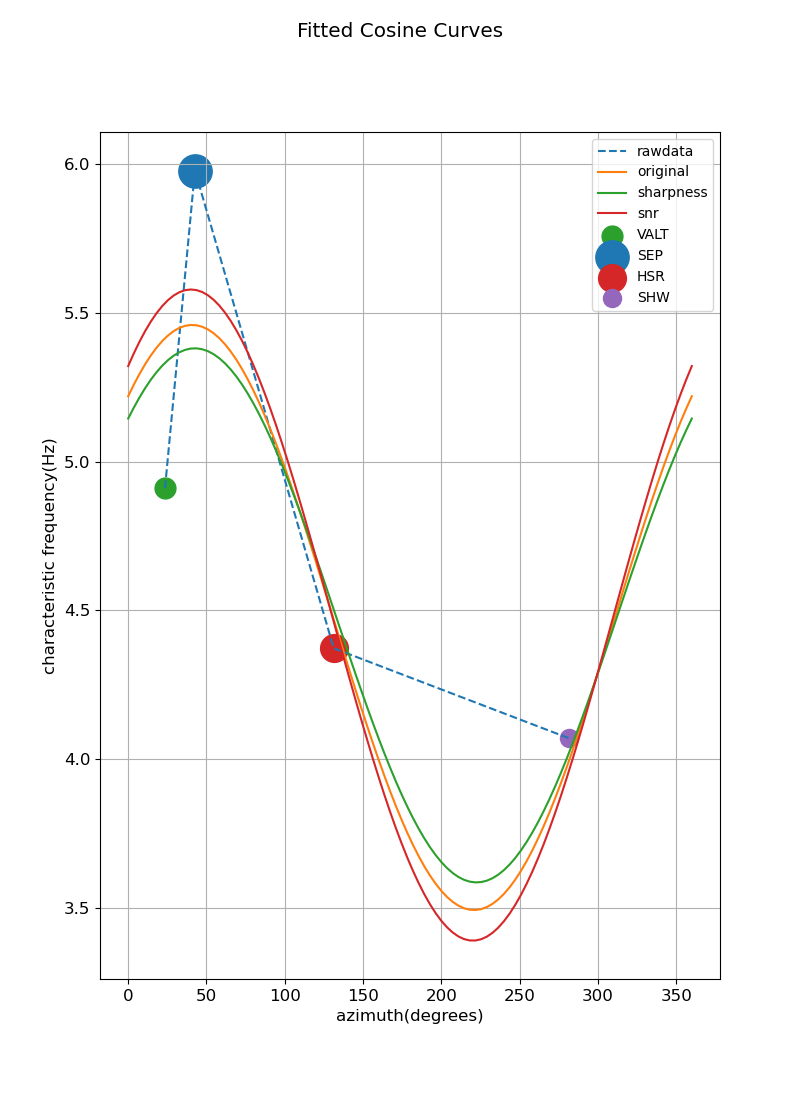 Fitted Cosine Curves
rawdata
original
sharpness
snr
VALT
SEP
HSR
SHW
6.0
5.5
5.0
4.5
4.0
3.5
characteristic frequency(Hz)
0 50 100 150 200 250 300 350
azimuth(degrees)